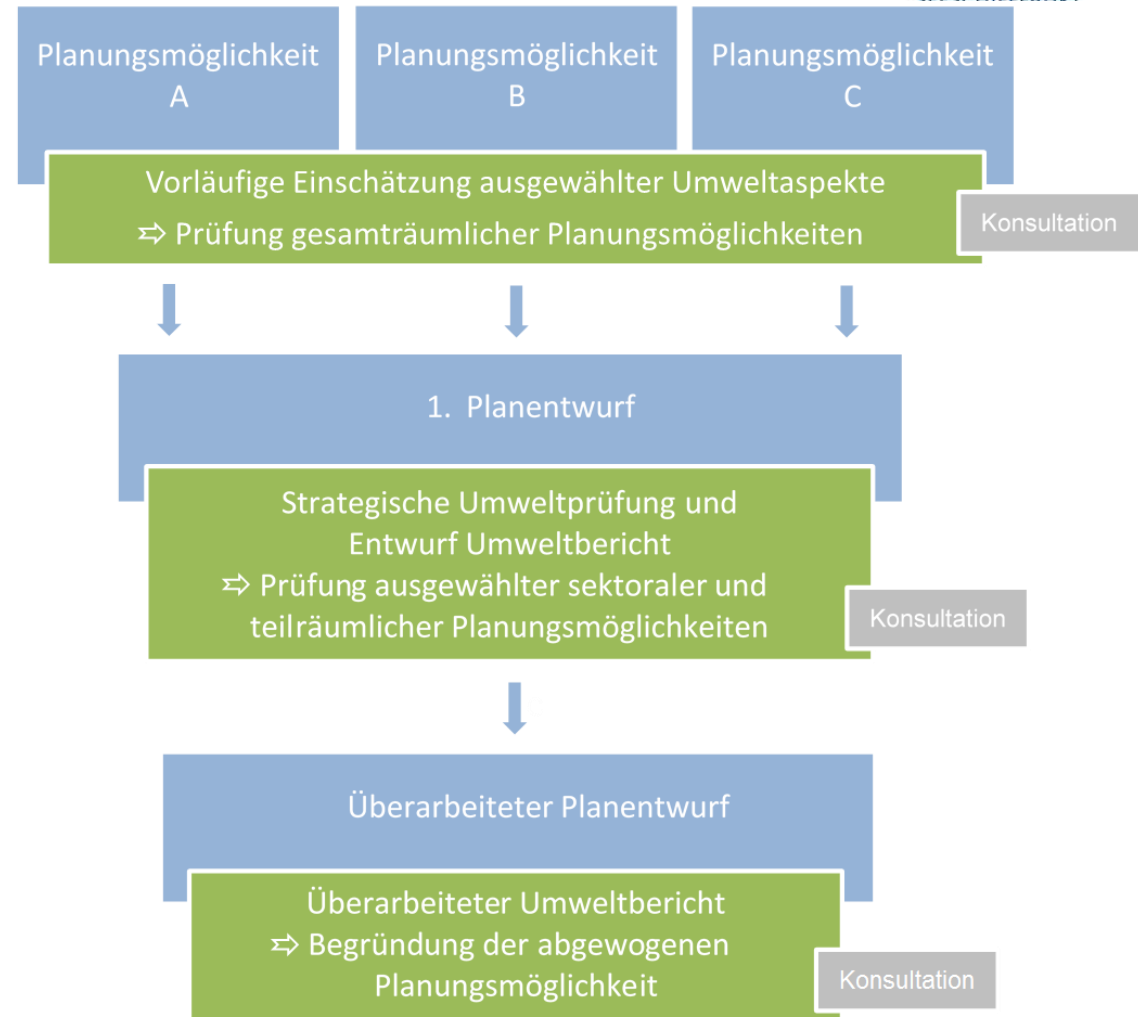 Planungsmöglichkeit
A
Planungsmöglichkeit
B
Planungsmöglichkeit
C
Vorläufige Einschätzung ausgewählter Umweltaspekte
⇨ Prüfung gesamträumlicher Planungsmöglichkeiten
Konsultation
1. Planentwurf
Strategische Umweltprüfung und
Entwurf Umweltbericht
⇨ Prüfung ausgewählter sektoraler und
teilräumlicher Planungsmöglichkeiten
Konsultation
Überarbeiteter Planentwurf
Überarbeiteter Umweltbericht
⇨ Begründung der abgewogenen
Planungsmöglichkeit
Konsultation